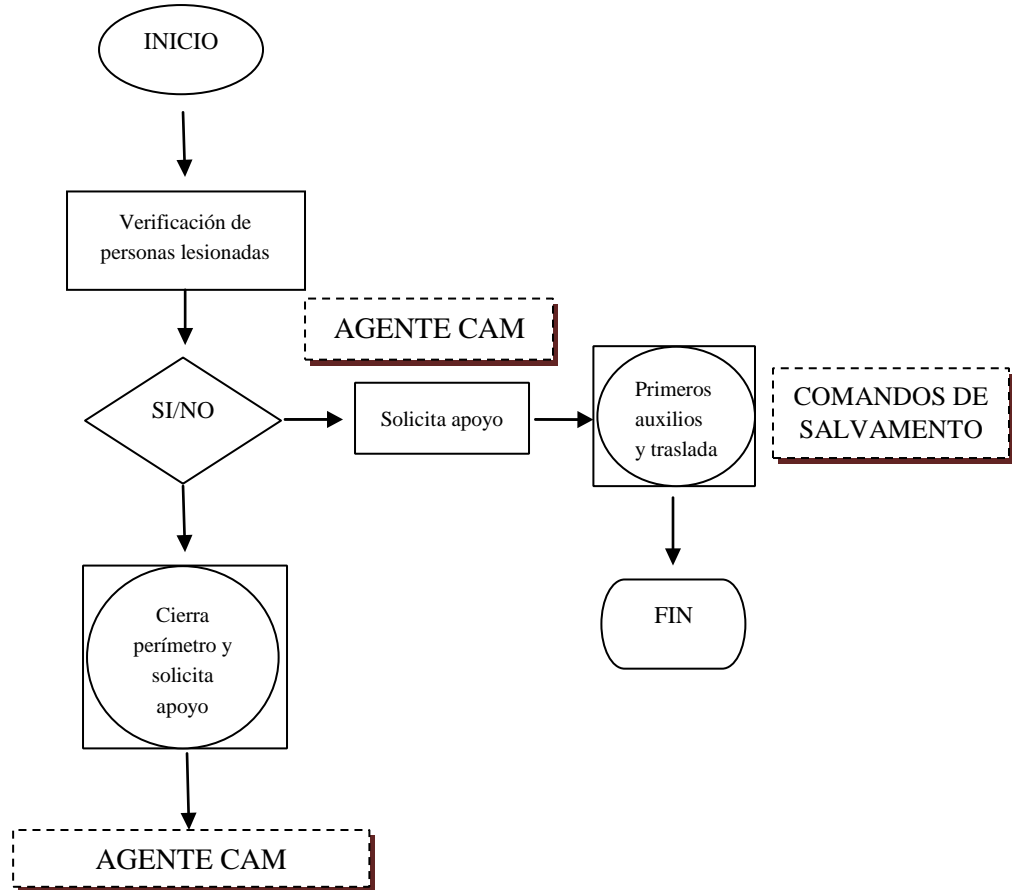 INICIO
Verificación de
personas lesionadas
AGENTE CAM
SI/NO
Solicita apoyo
Primeros
auxilios
y traslada
COMANDOS DE
SALVAMENTO
Cierra
perímetro y
solicita
apoyo
FIN
AGENTE CAM